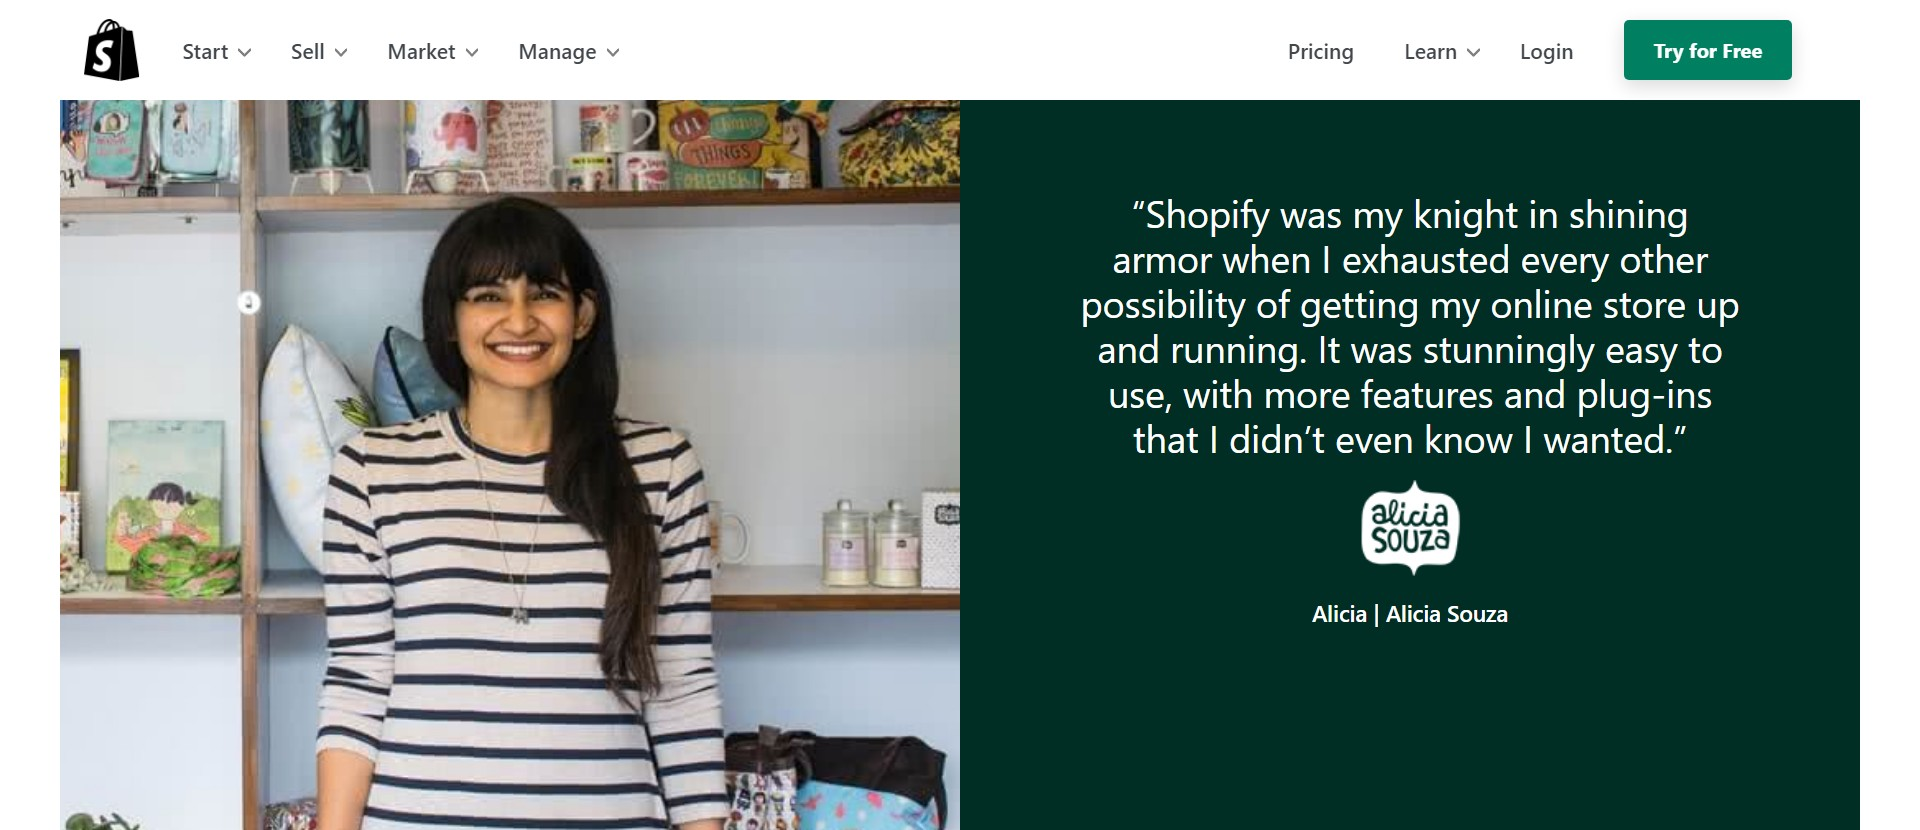 S
Start
Sell
Market
Manage
Pricing
Learn
Login
Try for Free
THINGS
FOREVER!
“Shopify was my knight in shining
armor when I exhausted every other
possibility of getting my online store up
and running. It was stunningly easy to
use, with more features and plug-ins
that I didn’t even know I wanted.”
alicia
SOUZA
Alicia | Alicia Souza